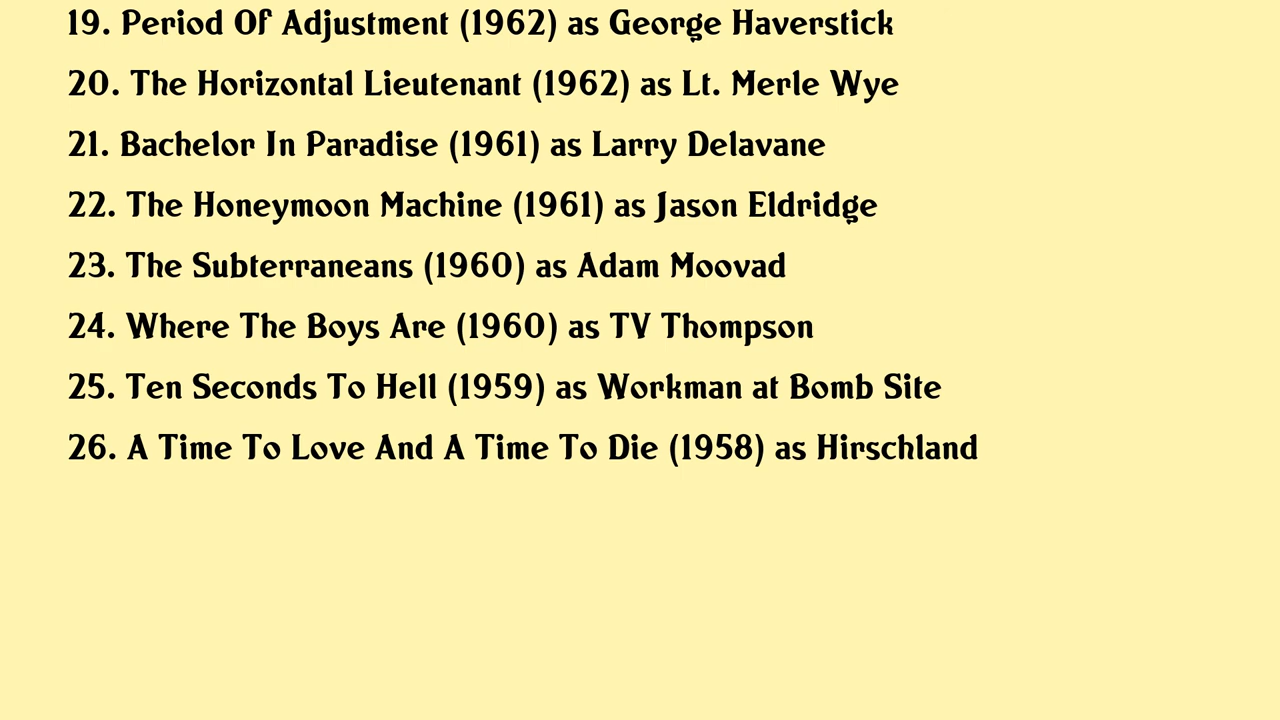 19. Period Of Adjustment (1962) as George Haverstick
20. The Horizontal Lieutenant (1962) as Lt. Merle Wye
21. Bachelor In Paradise (1961) as Larry Delavane
22. The Honeymoon Machine (1961) as Jason Eldridge
23. The Subterraneans (1960) as Adam Moovad
24. Where The Boys Are (1960) as TV Thompson
25. Ten Seconds To Hell (1959) as Workman at Bomb Site
26. A Time To Love And A Time To Die (1958) as Hirschland